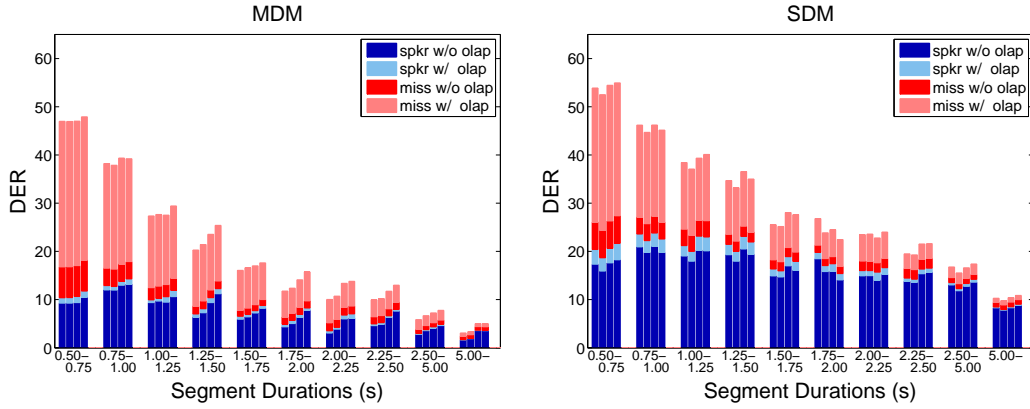 MDM
DER
60
50
40
30
20
10
0
spkr w/o olap
spkr w/ olap
miss w/o olap
miss w/ olap
0.50– 0.75– 1.00– 1.25– 1.50– 1.75– 2.00– 2.25– 2.50– 5.00–
0.75 1.00 1.25 1.50 1.75 2.00 2.25 2.50 5.00
Segment Durations (s)
SDM
DER
60
50
40
30
20
10
0
spkr w/o olap
spkr w/ olap
miss w/o olap
miss w/ olap
0.50– 0.75– 1.00– 1.25– 1.50– 1.75– 2.00– 2.25– 2.50– 5.00–
0.75 1.00 1.25 1.50 1.75 2.00 2.25 2.50 5.00
Segment Durations (s)